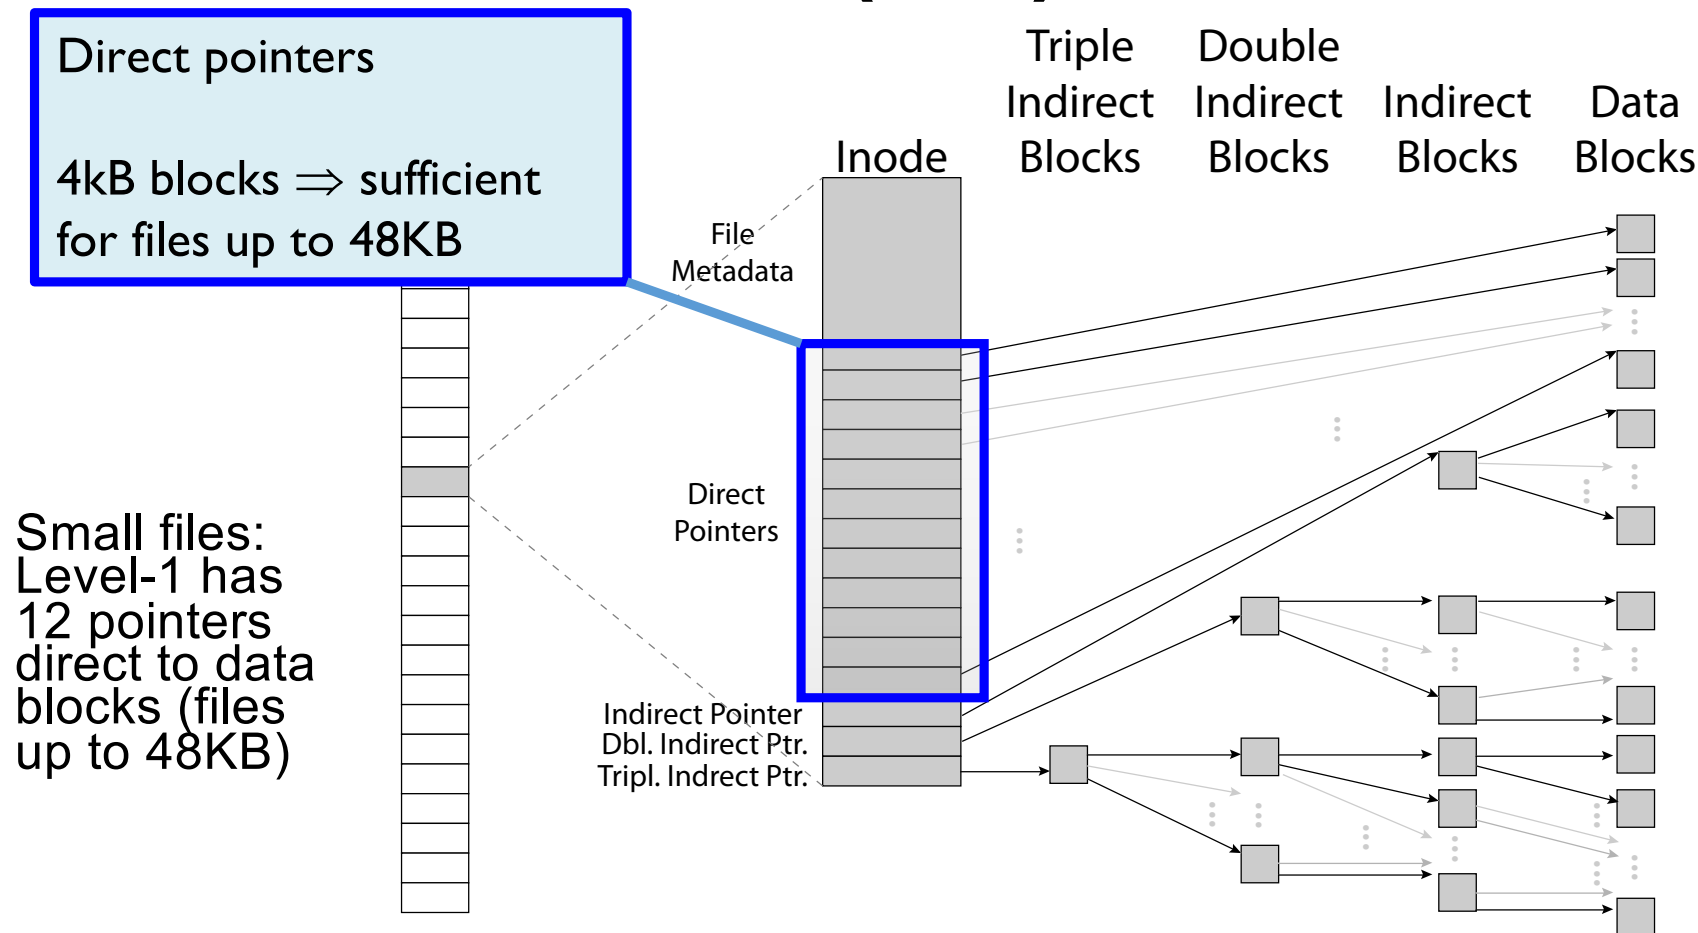 Direct pointers
4kB blocks ⇒ sufficient
for files up to 48KB
Triple
Indirect
Blocks
Double
Indirect
Blocks
Indirect
Blocks
Data
Blocks
Inode
File
Metadata
Direct
Pointers
Small files:
Level-1 has
12 pointers
direct to data
blocks (files
up to 48KB)
Indirect Pointer
Dbl. Indirect Ptr.
Tripl. Indrect Ptr.